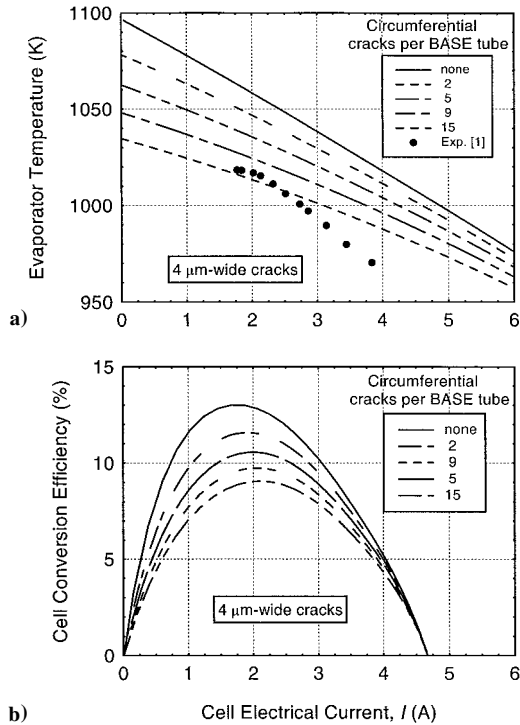 a)
Evaporator Temperature (K)
1100
1050
1000
950
Circumferential
cracks per BASE tube
none
2
5
9
15
Exp. [1]
4 μm-wide cracks
0 1 2 3 4 5 6
b)
Cell Conversion Efficiency (%)
15
10
5
0
Circumferential
cracks per BASE tube
none
2
9
5
15
4 μm-wide cracks
0 1 2 3 4 5 6
Cell Electrical Current, I (A)